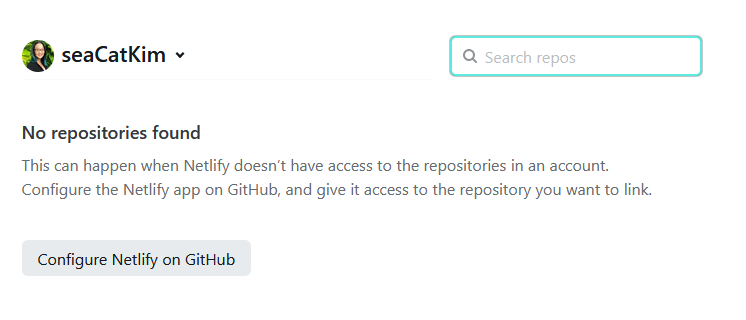 seaCatKim
Search repos
No repositories found
This can happen when Netlify doesn’t have access to the repositories in an account.
Configure the Netlify app on GitHub, and give it access to the repository you want to link.
Configure Netlify on GitHub